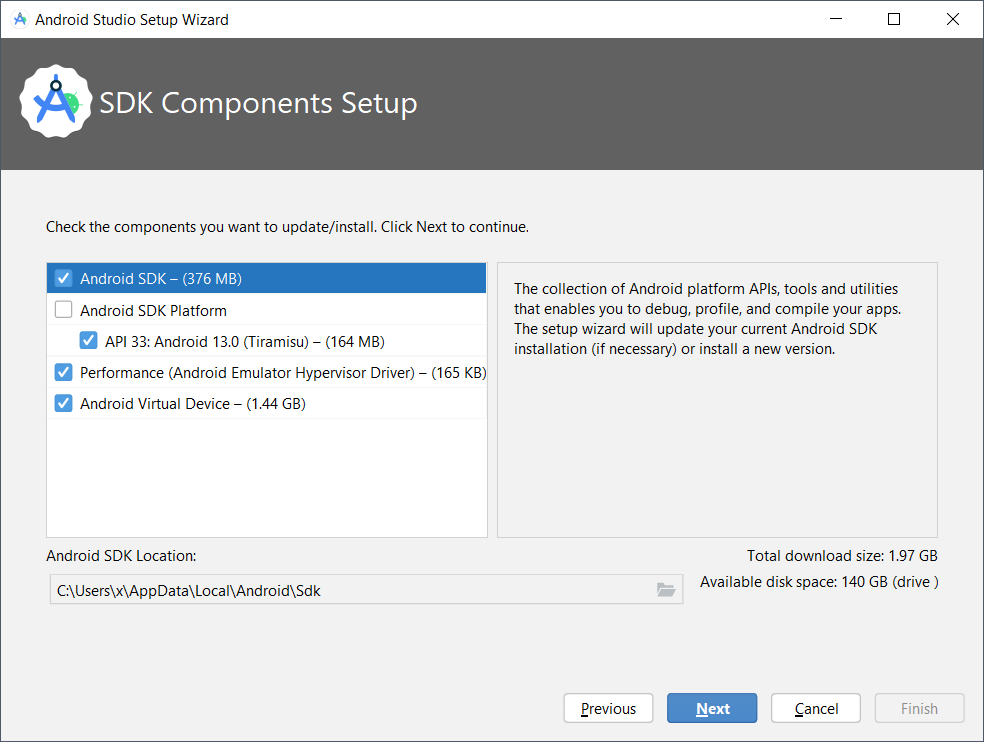 Android Studio Setup Wizard
SDK Components Setup
Check the components you want to update/install. Click Next to continue.
Android SDK – (376 MB)
Android SDK Platform
API 33: Android 13.0 (Tiramisu) – (164 MB)
Performance (Android Emulator Hypervisor Driver) – (165 KB)
Android Virtual Device – (1.44 GB)
The collection of Android platform APIs, tools and utilities
that enables you to debug, profile, and compile your apps.
The setup wizard will update your current Android SDK
installation (if necessary) or install a new version.
Android SDK Location:
Total download size: 1.97 GB
C:\Users\x\AppData\Local\Android\Sdk
Available disk space: 140 GB (drive )
Previous
Next
Cancel
Finish